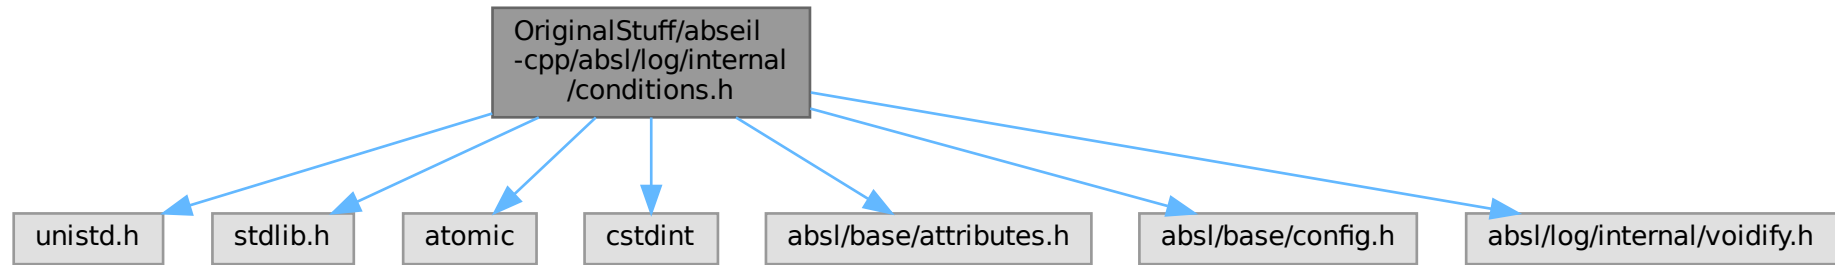 OriginalStuff/abseil
-cpp/absl/log/internal
/conditions.h
unistd.h
stdlib.h
atomic
cstdint
absl/base/attributes.h
absl/base/config.h
absl/log/internal/voidify.h